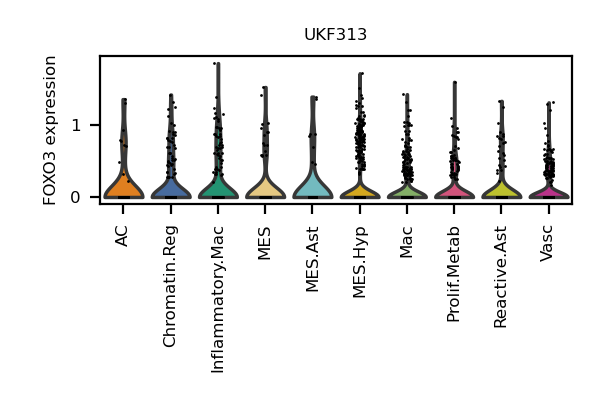 UKF313
FOXO3 expression
1
0
AC
Chromatin.Reg
Inflammatory.Mac
MES
MES.Ast
MES.Hyp
Mac
Prolif.Metab
Reactive.Ast
Vasc